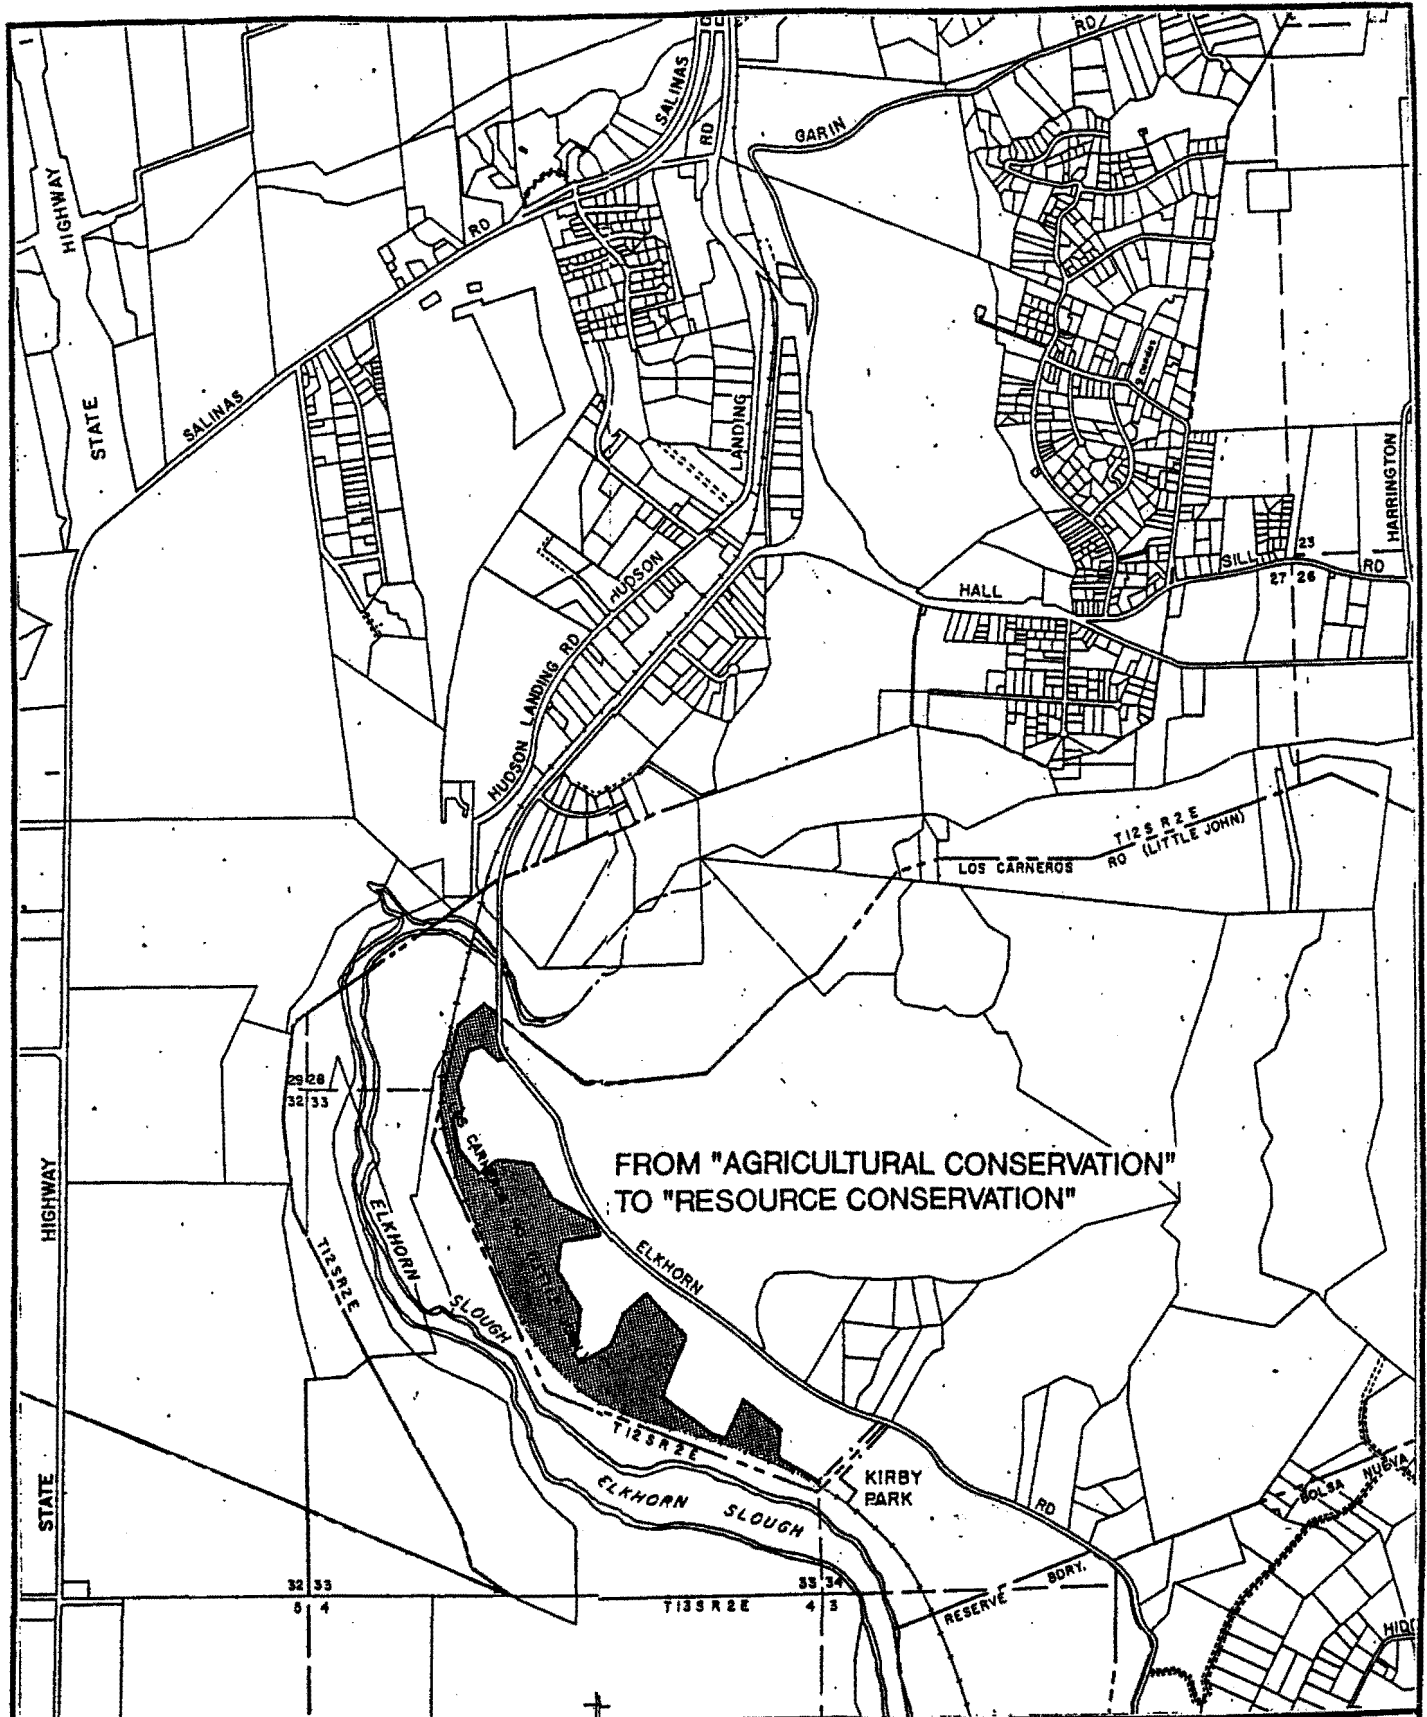 RD
SALINAS
RD
GARIN
HIGHWAY
RD
STATE
SALINAS
LANDING
HARRINGTON
HUDSON
SILL
23
27 26
RD
HALL
HUDSON LANDING RD
T12S R2E
LOS CARNEROS
RO (LITTLE JOHN)
29 28
32 33
FROM "AGRICULTURAL CONSERVATION"
TO "RESOURCE CONSERVATION"
HIGHWAY
ELKHORN
SLOUGH
T12SR2E
ELKHORN
T12SR2E
KIRBY
PARK
ELKHORN SLOUGH
STATE
RD
BOLSA NUEVA
32 33
5 4
33 34
4 3
T13S R2E
RESERVE BDRY.